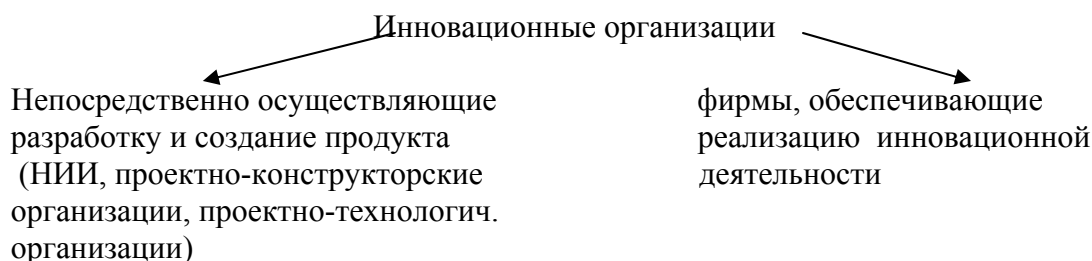 Инновационные организации
Непосредственно осуществляющие
разработку и создание продукта
(НИИ, проектно-конструкторские
организации, проектно-технологич.
организации)
фирмы, обеспечивающие
реализацию инновационной
деятельности